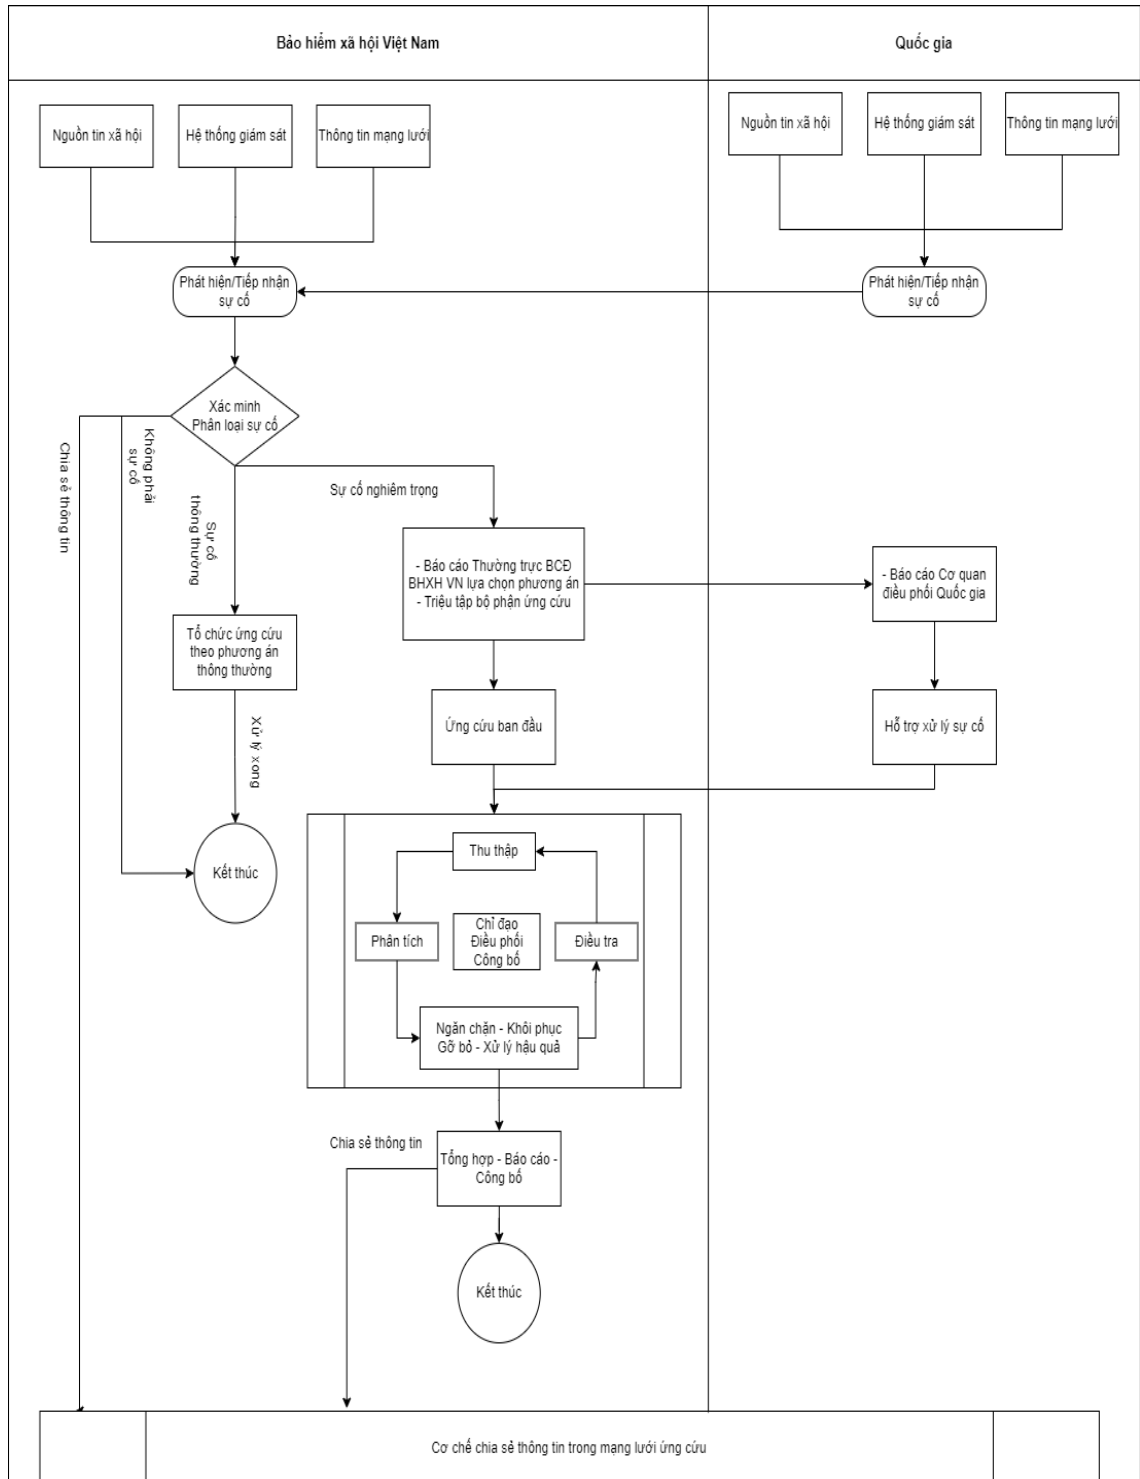 Bảo hiểm xã hội Việt Nam
Quốc gia
Nguồn tin xã hội
Hệ thống giám sát
Thông tin mạng lưới
Nguồn tin xã hội
Hệ thống giám sát
Thông tin mạng lưới
Phát hiện/Tiếp nhận
sự cố
Phát hiện/Tiếp nhận
sự cố
Xác minh
Phân loại sự cố
Chia sẻ thông tin
Không phải
sự cố
Sự cố
thông thường
Sự cố nghiêm trọng
- Báo cáo Thường trực BCĐ
BHXH VN lựa chọn phương án
- Triệu tập bộ phận ứng cứu
- Báo cáo Cơ quan
điều phối Quốc gia
Tổ chức ứng cứu
theo phương án
thông thường
Ứng cứu ban đầu
Hỗ trợ xử lý sự cố
Xử lý xong
Kết thúc
Thu thập
Phân tích
Chỉ đạo
Điều phối
Công bố
Điều tra
Ngăn chặn - Khôi phục
Gỡ bỏ - Xử lý hậu quả
Chia sẻ thông tin
Tổng hợp - Báo cáo -
Công bố
Kết thúc
Cơ chế chia sẻ thông tin trong mạng lưới ứng cứu